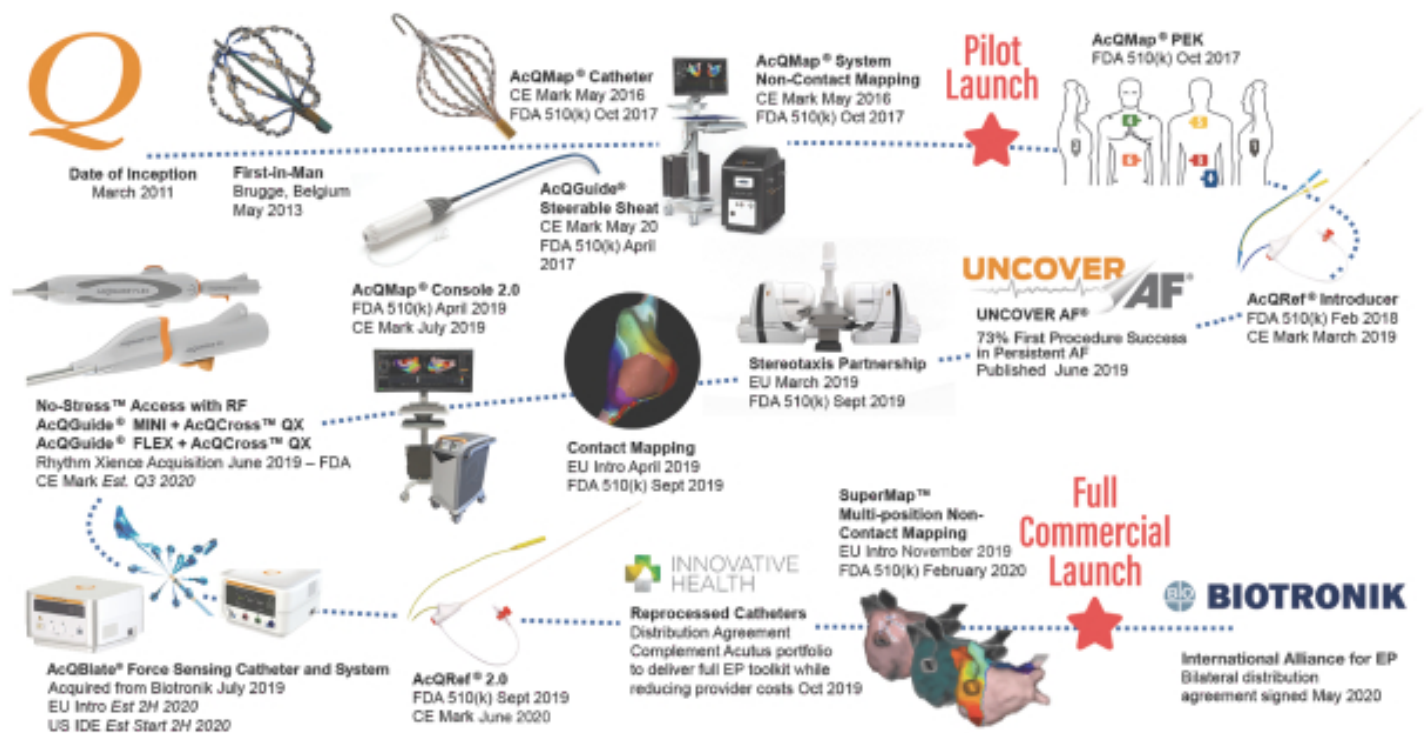 Q
Date of Inception
March 2011
First-in-Man
Brugge, Belgium
May 2013
AcQMap® Catheter
CE Mark May 2016
FDA 510(k) Oct 2017
AcQGuide®
Steerable Sheat
CE Mark May 20
FDA 510(k) April
2017
AcQMap® System
Non-Contact Mapping
CE Mark May 2016
FDA 510(k) Oct 2017
Pilot
Launch
AcQMap® PEK
FDA 510(k) Oct 2017
AcQRef® Introducer
FDA 510(k) Feb 2018
CE Mark March 2019
UNCOVER
AF®
UNCOVER AF®
73% First Procedure Success
in Persistent AF
Published June 2019
Stereotaxis Partnership
EU March 2019
FDA 510(k) Sept 2019
Contact Mapping
EU Intro April 2019
FDA 510(k) Sept 2019
AcQMap® Console 2.0
FDA 510(k) April 2019
CE Mark July 2019
No-Stress™ Access with RF
AcQGuide® MINI + AcQCross™ QX
AcQGuide® FLEX + AcQCross™ QX
Rhythm Xience Acquisition June 2019 – FDA
CE Mark Est. Q3 2020
AcQBlate® Force Sensing Catheter and System
Acquired from Biotronik July 2019
EU Intro Est 2H 2020
US IDE Est Start 2H 2020
AcQRef® 2.0
FDA 510(k) Sept 2019
CE Mark June 2020
INNOVATIVE
HEALTH
Reprocessed Catheters
Distribution Agreement
Complement Acutus portfolio
to deliver full EP toolkit while
reducing provider costs Oct 2019
SuperMap™
Multi-position Non-
Contact Mapping
EU Intro November 2019
FDA 510(k) February 2020
Full
Commercial
Launch
BIO
BIOTRONIK
International Alliance for EP
Bilateral distribution
agreement signed May 2020